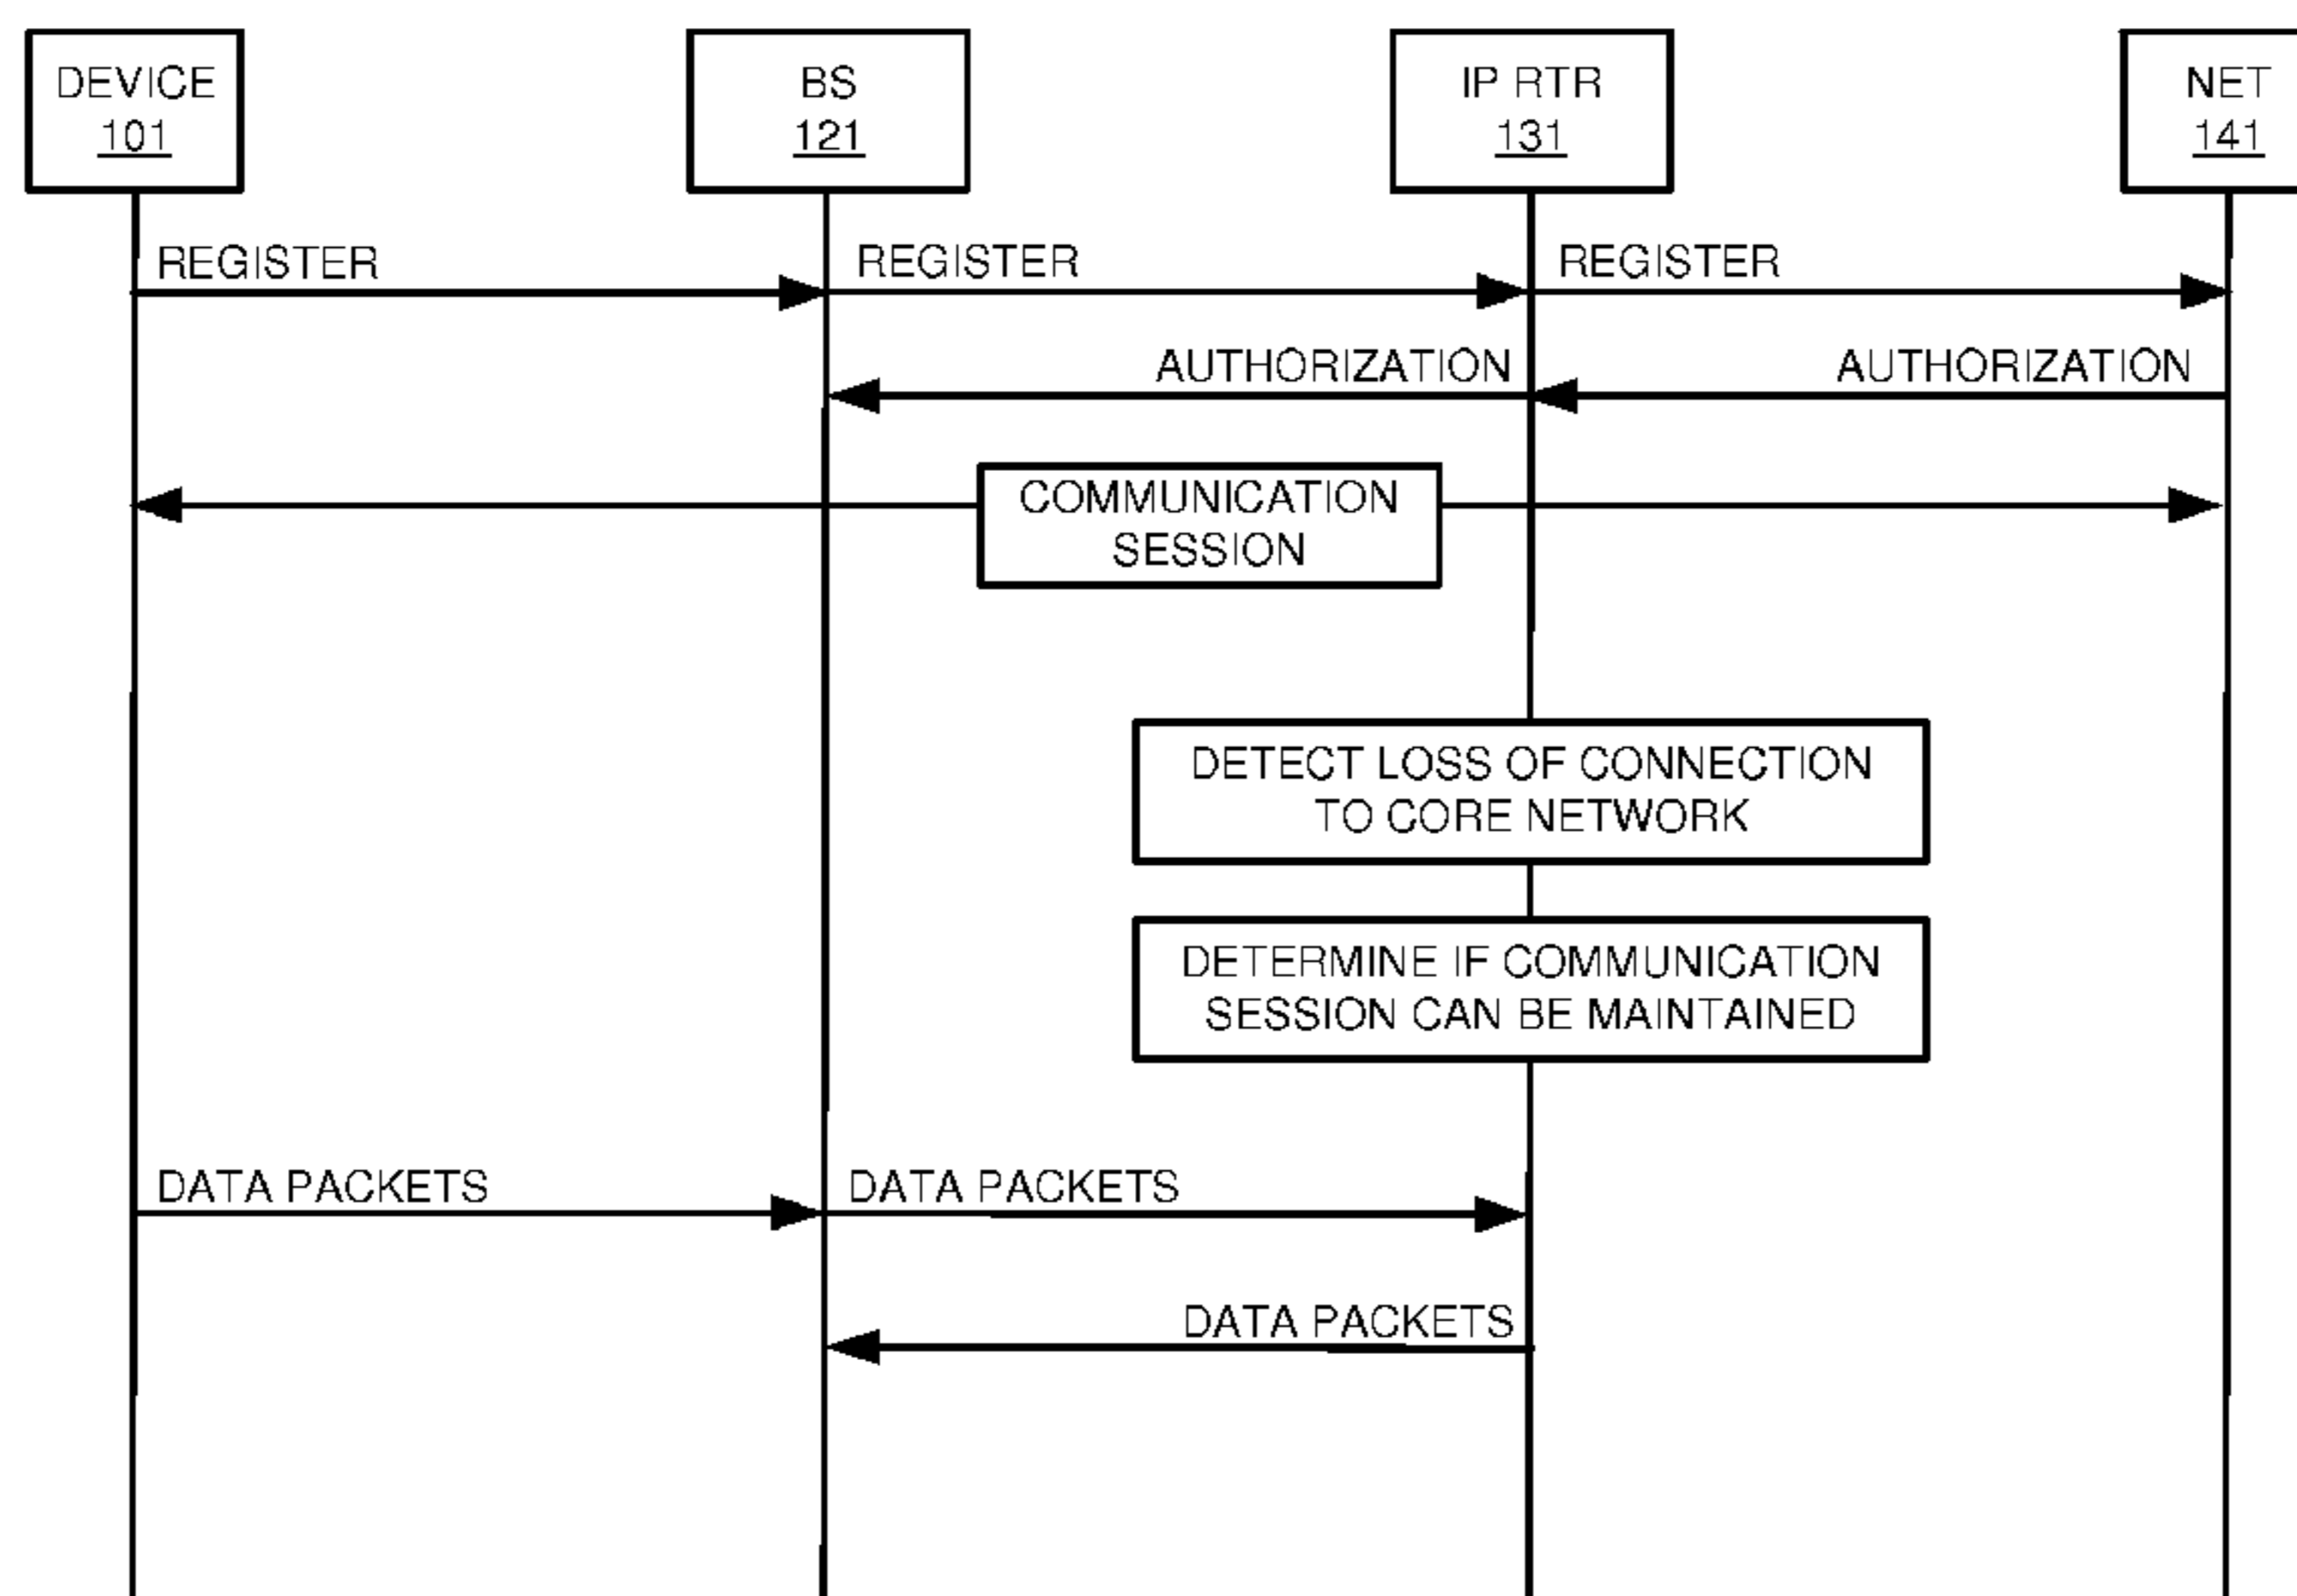 DEVICE
101
BS
121
IP RTR
131
NET
141
REGISTER
REGISTER
REGISTER
AUTHORIZATION
AUTHORIZATION
COMMUNICATION
SESSION
DETECT LOSS OF CONNECTION
TO CORE NETWORK
DETERMINE IF COMMUNICATION
SESSION CAN BE MAINTAINED
DATA PACKETS
DATA PACKETS
DATA PACKETS